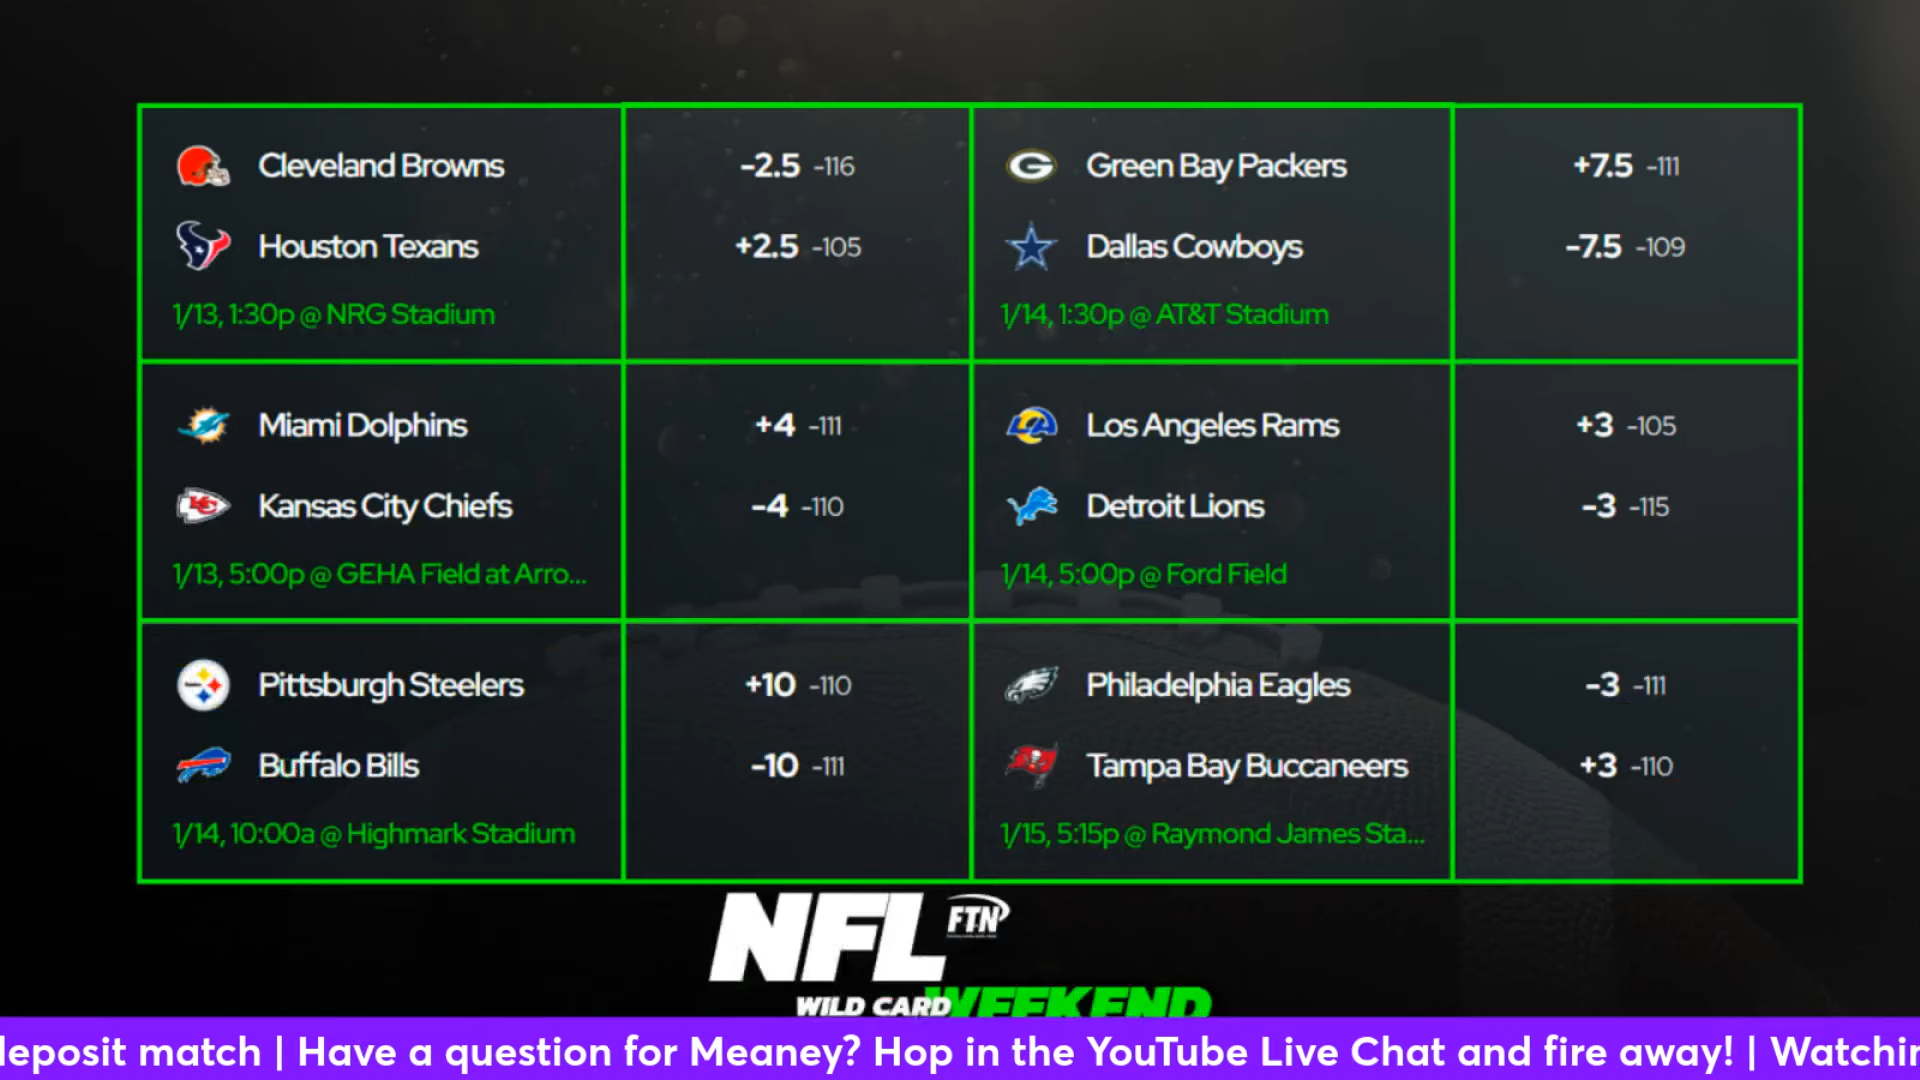 Cleveland Browns -2.5 -116
Houston Texans +2.5 -105
1/13, 1:30p @ NRG Stadium
Green Bay Packers +7.5 -111
Dallas Cowboys -7.5 -109
1/14, 1:30p @ AT&T Stadium
Miami Dolphins +4 -111
Kansas City Chiefs -4 -110
1/13, 5:00p @ GEHA Field at Arro...
Los Angeles Rams +3 -105
Detroit Lions -3 -115
1/14, 5:00p @ Ford Field
Pittsburgh Steelers +10 -110
Buffalo Bills -10 -111
1/14, 10:00a @ Highmark Stadium
Philadelphia Eagles -3 -111
Tampa Bay Buccaneers +3 -110
1/15, 5:15p @ Raymond James Sta...
NFL FTN
WILD CARD WEEKEND
deposit match | Have a question for Meaney? Hop in the YouTube Live Chat and fire away! | Watchin